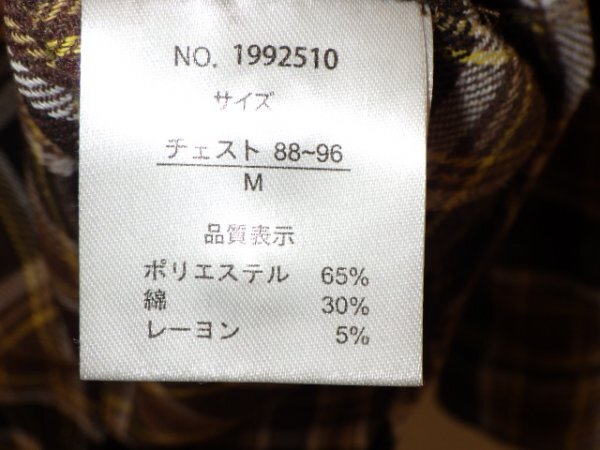 NO. 1992510
サイズ
チェスト 88~96
M
品質表示
ポリエステル 65%
綿 30%
レーヨン 5%